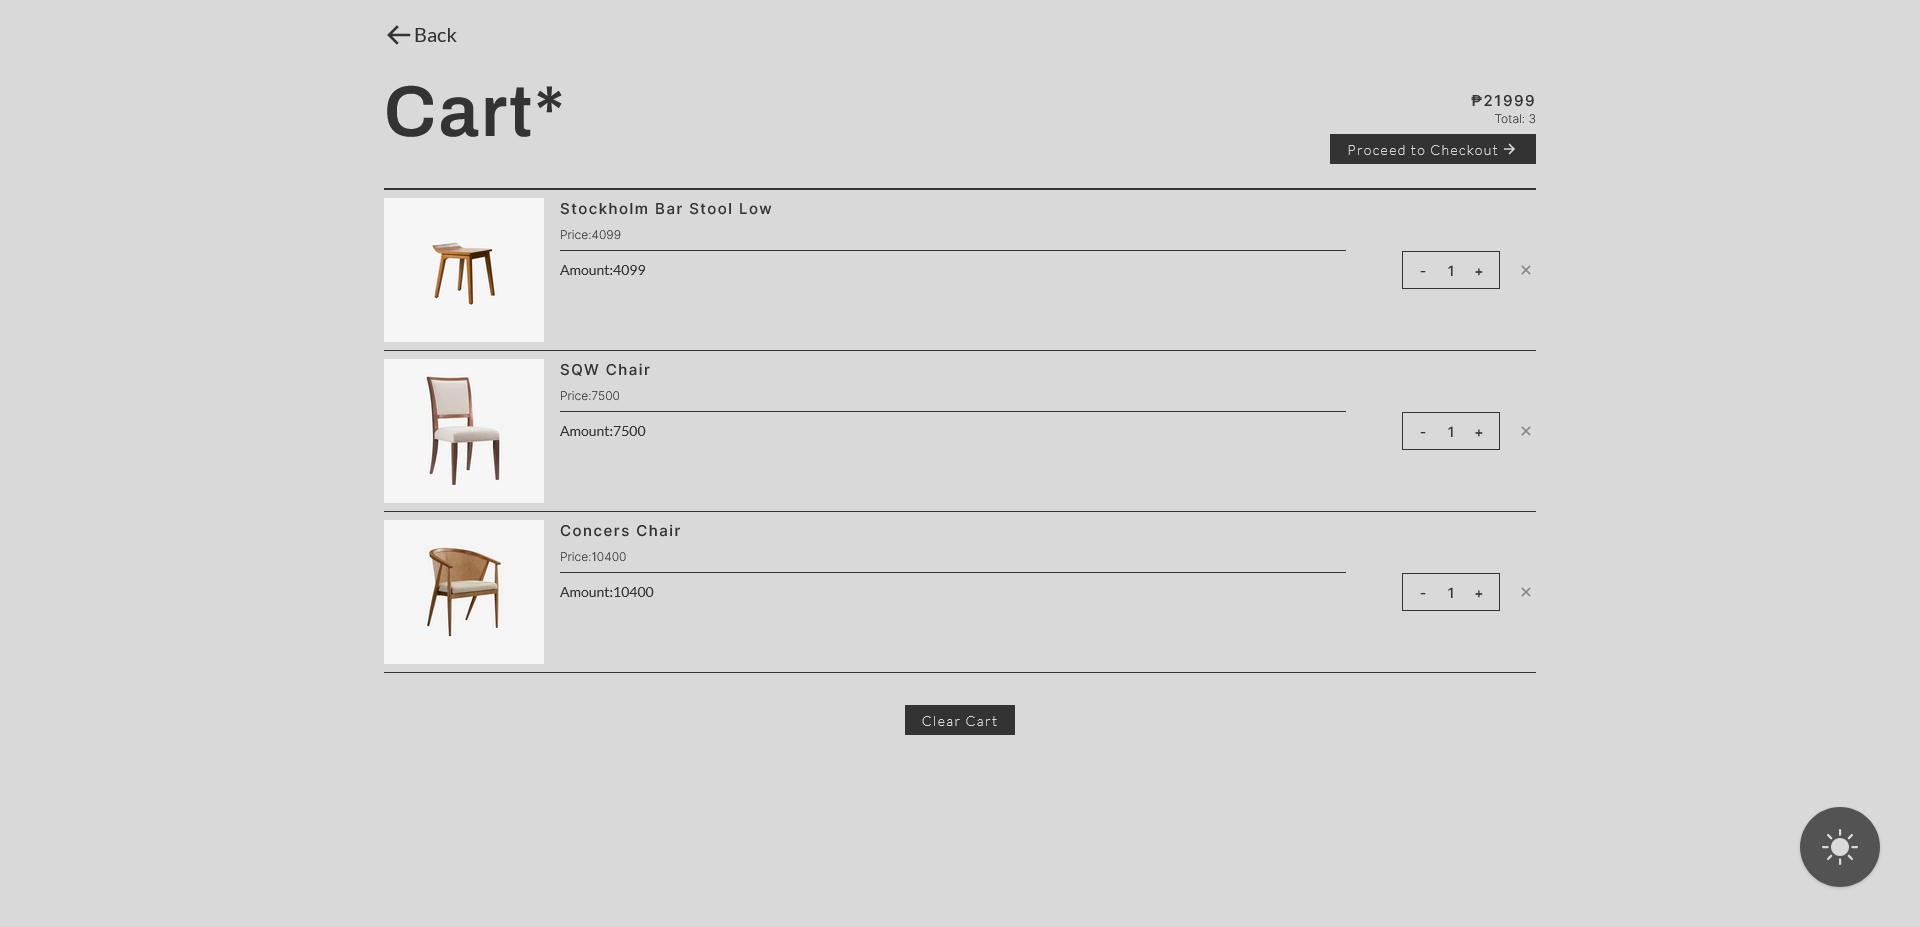 Back
Cart*
₱21999
Total: 3
Proceed to Checkout
Stockholm Bar Stool Low
Price:4099
Amount:4099
- 1 +
SQW Chair
Price:7500
Amount:7500
- 1 +
Concers Chair
Price:10400
Amount:10400
- 1 +
Clear Cart